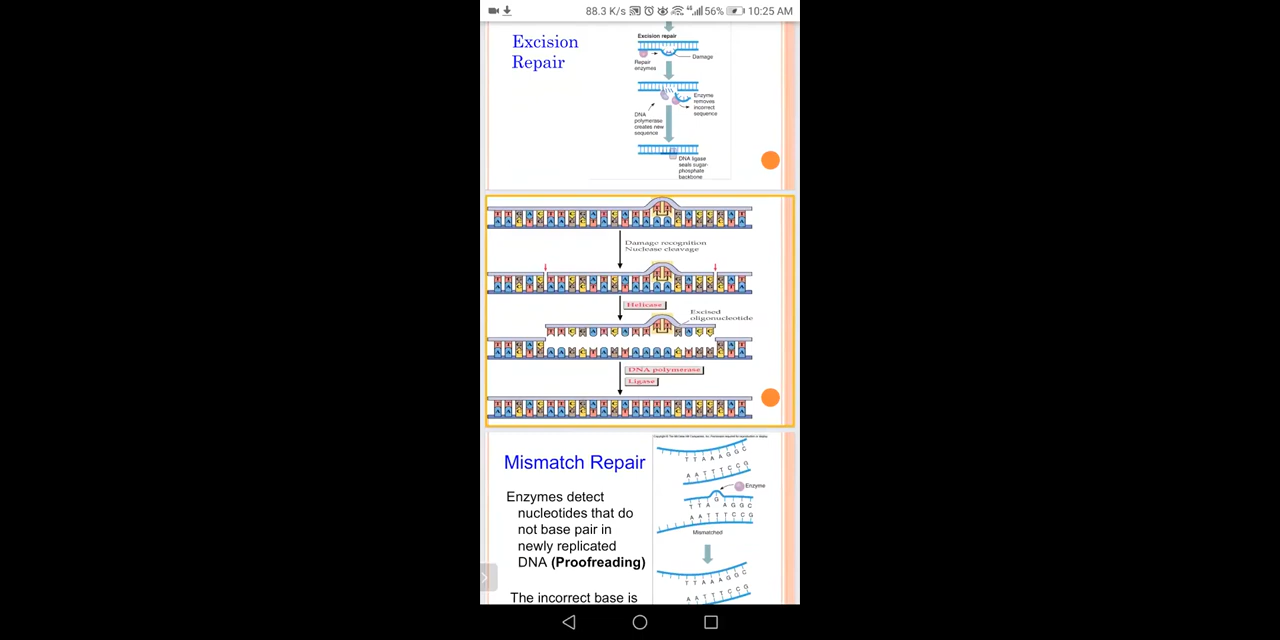 88.3 K/s 56% 10:25 AM
Excision
Repair
Excision repair
Damage
Repair
enzymes
Enzyme
removes
incorrect
sequence
DNA
polymerase
creates new
sequence
DNA ligase
seals sugar-
phosphate
backbone
Damage recognition
Nuclease cleavage
Helicase
Excised
oligonucleotide
DNA polymerase
Ligase
Mismatch Repair
Enzymes detect
nucleotides that do
not base pair in
newly replicated
DNA (Proofreading)
The incorrect base is
T T A A A G G C
A A T T T C C G
Enzyme
G
T T A A G G C
A A T T T C C G
Mismatched
T T A A A G G C
A A T T T C C G